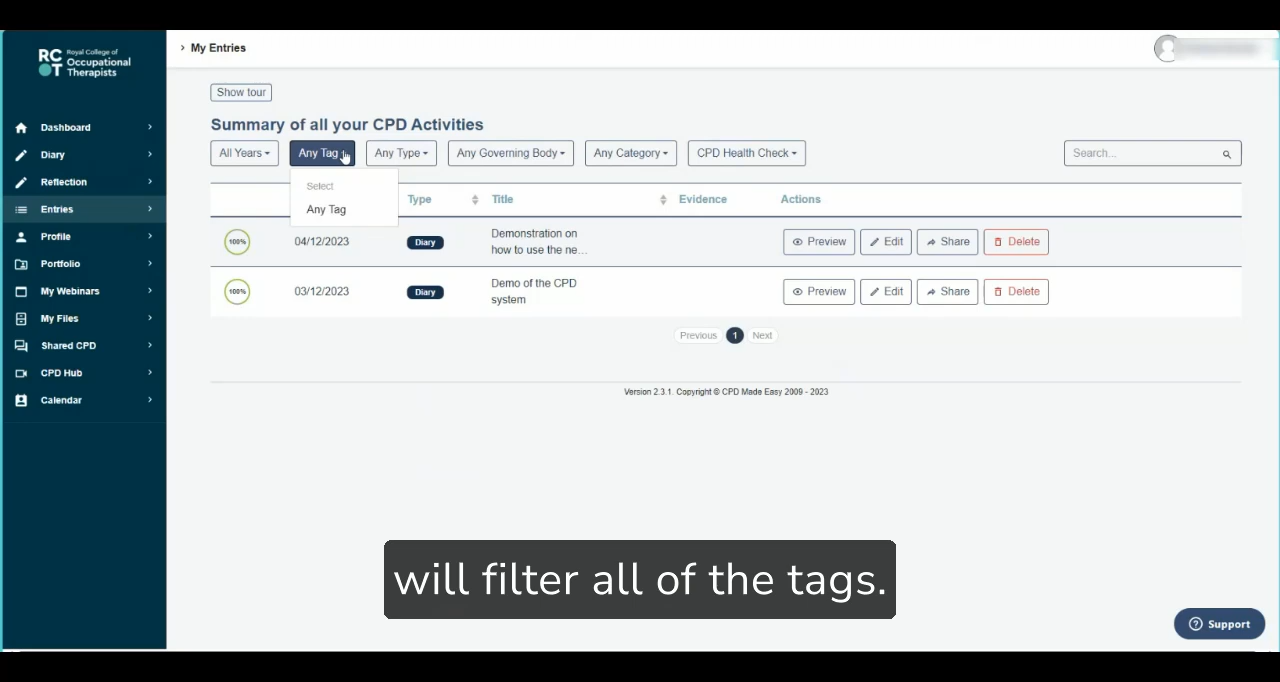 RCOT Royal College of
Occupational
Therapists
Dashboard
Diary
Reflection
Entries
Profile
Portfolio
My Webinars
My Files
Shared CPD
CPD Hub
Calendar
My Entries
Show tour
Summary of all your CPD Activities
All Years Any Tag Any Type Any Governing Body Any Category CPD Health Check Search...
Select
Any Tag
Type Title Evidence Actions
100% 04/12/2023 Diary Demonstration on
how to use the ne... Preview Edit Share Delete
100% 03/12/2023 Diary Demo of the CPD
system Preview Edit Share Delete
Previous 1 Next
Version 2.3.1. Copyright © CPD Made Easy 2009 - 2023
will filter all of the tags.
Support